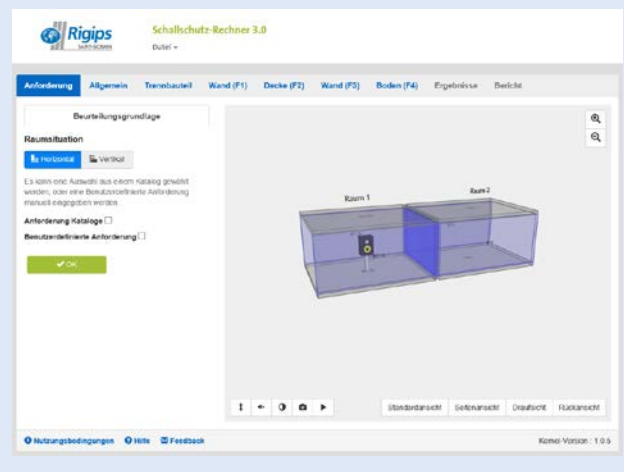 Rigips
SAINT-GOBAIN
Schallschutz-Rechner 3.0
Datei
Anforderung Allgemein Trennbauteil Wand (F1) Decke (F2) Wand (F3) Boden (F4) Ergebnisse Bericht
Beurteilungsgrundlage
Raumsituation
Horizontal Vertikal
Es kann eine Auswahl aus einem Katalog gewählt
werden, oder eine Benutzerdefinierte Anforderung
manuell eingegeben werden.
Anforderung Kataloge
Benutzerdefinierte Anforderung
OK
Raum 1
Raum 2
Standardansicht Seitenansicht Draufsicht Rückansicht
Nutzungsbedingungen Hilfe Feedback
Kernel-Version : 1.0.6